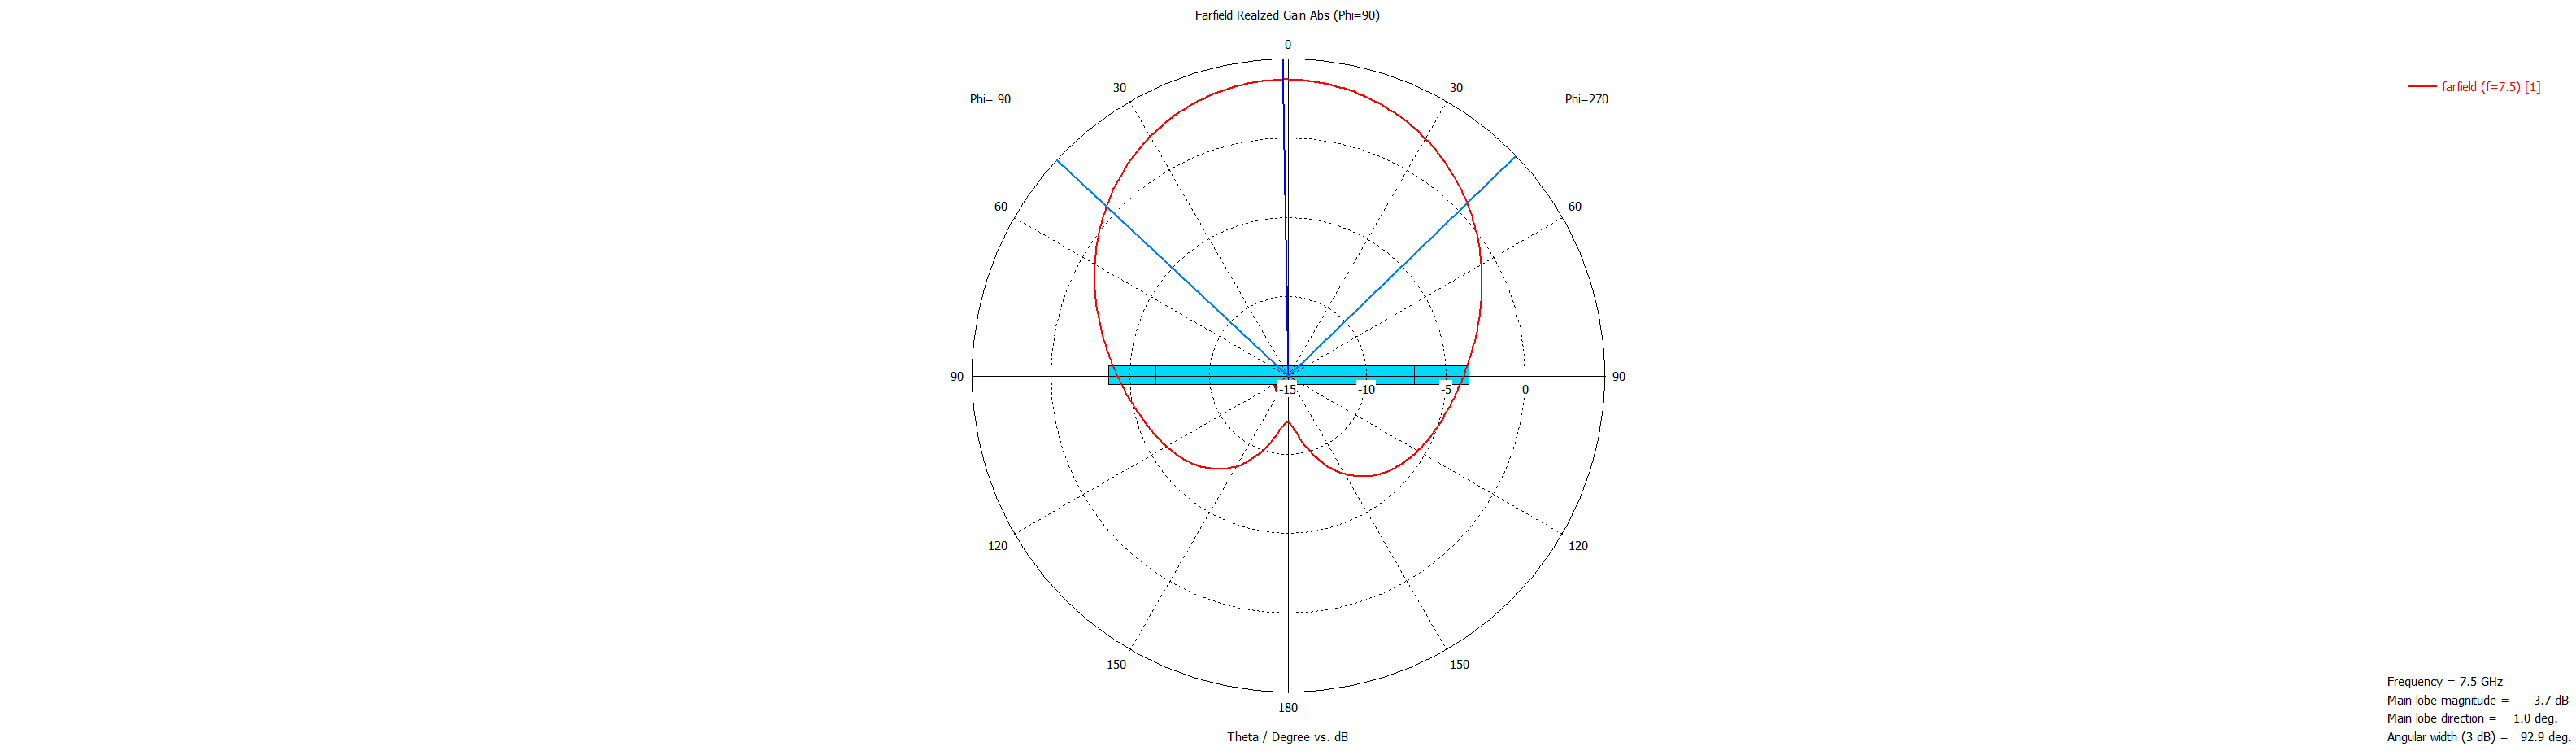 Farfield Realized Gain Abs (Phi=90)
0
30
30
Phi= 90
Phi=270
farfield (f=7.5) [1]
60
60
90
90
-15
-10
-5
0
120
120
150
150
180
Theta / Degree vs. dB
Frequency = 7.5 GHz
Main lobe magnitude = 3.7 dB
Main lobe direction = 1.0 deg.
Angular width (3 dB) = 92.9 deg.